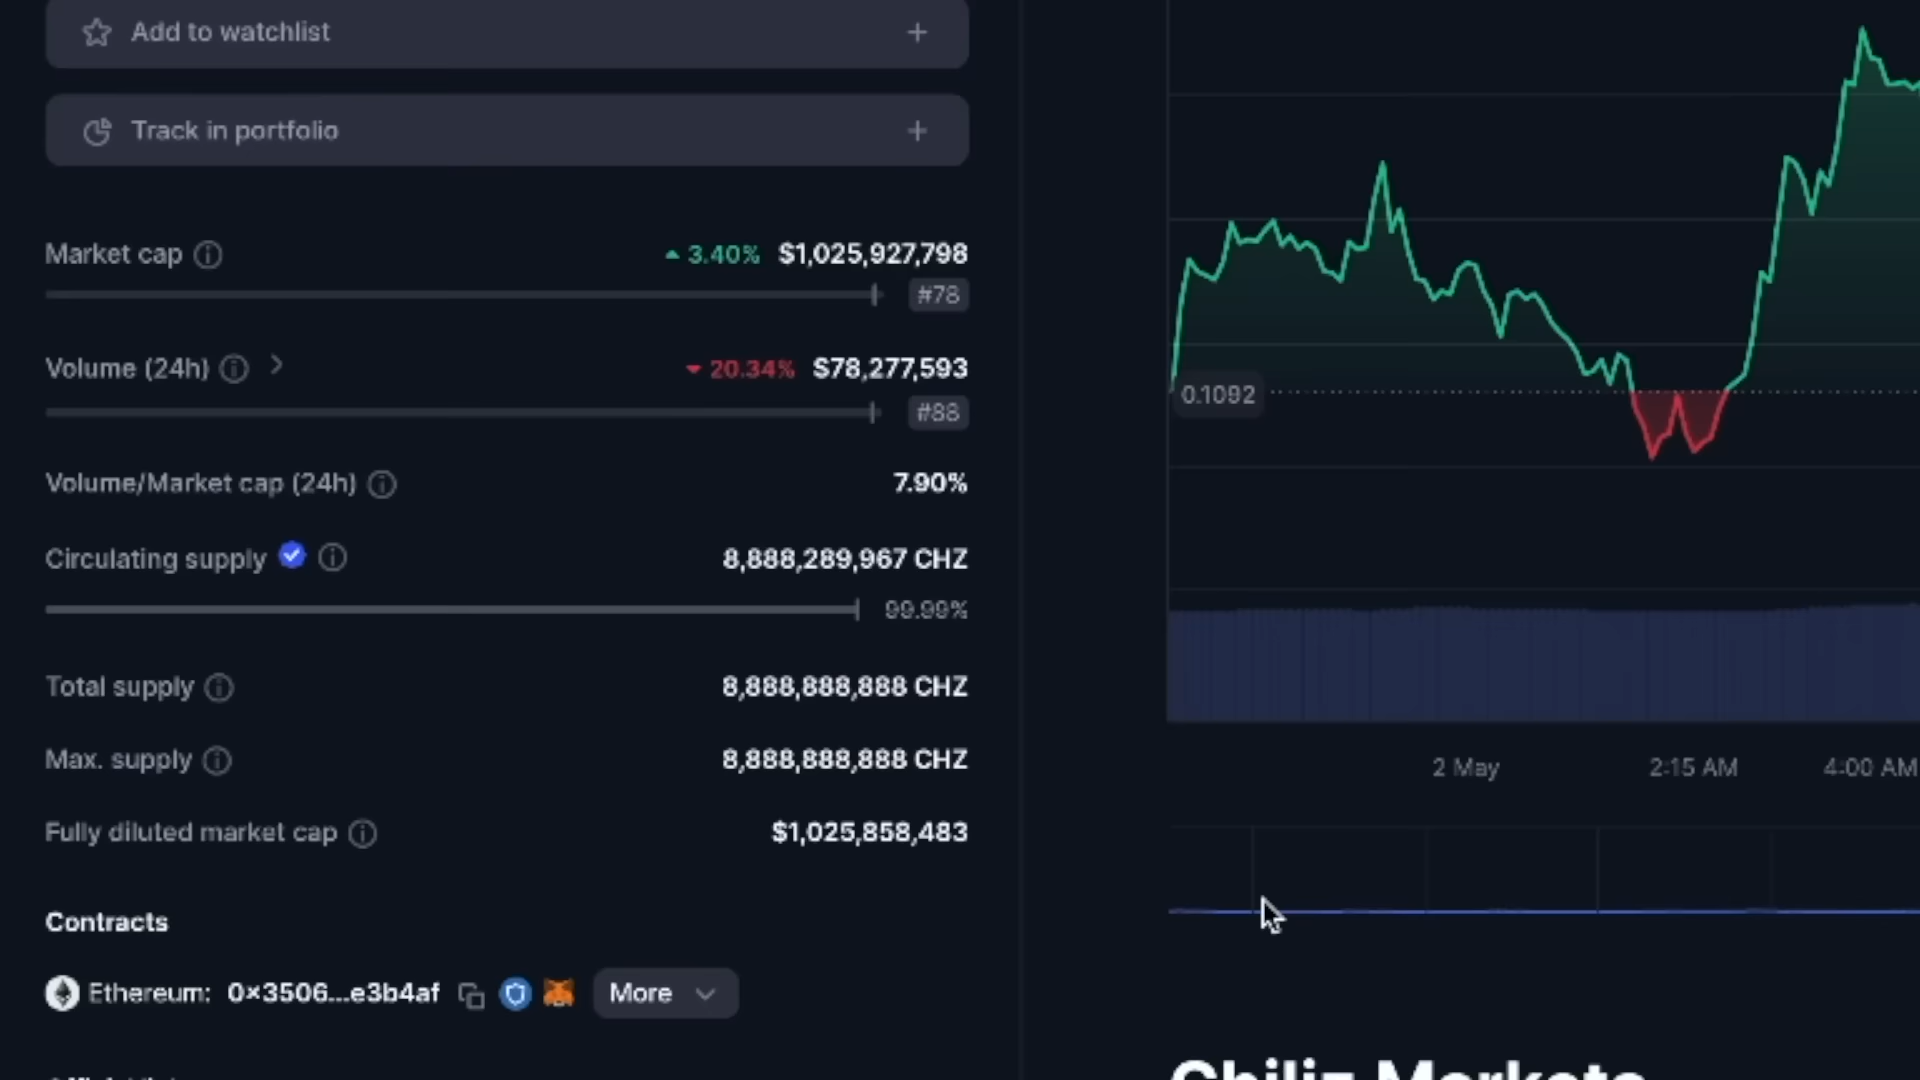 Add to watchlist
Track in portfolio
Market cap 3.40% $1,025,927,798
#78
Volume (24h) 20.34% $78,277,593
#88
Volume/Market cap (24h) 7.90%
Circulating supply 8,888,289,967 CHZ
99.99%
Total supply 8,888,888,888 CHZ
Max. supply 8,888,888,888 CHZ
Fully diluted market cap $1,025,858,483
Contracts
Ethereum: 0x3506...e3b4af More
0.1092
2 May 2:15 AM 4:00 AM
Chiliz Markets